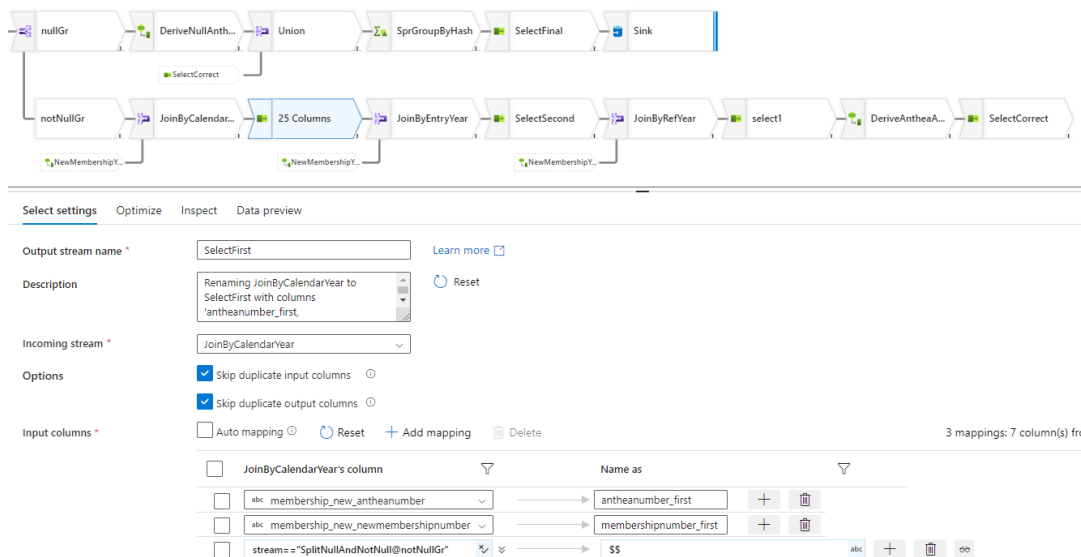 nullGr
DeriveNullAnth...
Union
SprGroupByHash
SelectFinal
Sink
SelectCorrect
notNullGr
JoinByCalendar...
25 Columns
JoinByEntryYear
SelectSecond
JoinByRefYear
select1
DeriveAntheaA...
SelectCorrect
NewMembershipY...
NewMembershipY...
NewMembershipY...
Select settings
Optimize
Inspect
Data preview
Output stream name *
SelectFirst
Learn more
Description
Renaming JoinByCalendarYear to
SelectFirst with columns
'antheanumber_first,
Reset
Incoming stream *
JoinByCalendarYear
Options
Skip duplicate input columns
Skip duplicate output columns
Input columns *
Auto mapping
Reset
Add mapping
Delete
3 mappings: 7 column(s) fro
JoinByCalendarYear's column
Name as
abc membership_new_antheanumber
antheanumber_first
abc membership_new_newmembershipnumber
membershipnumber_first
stream=="SplitNullAndNotNull@notNullGr"
$$
abc